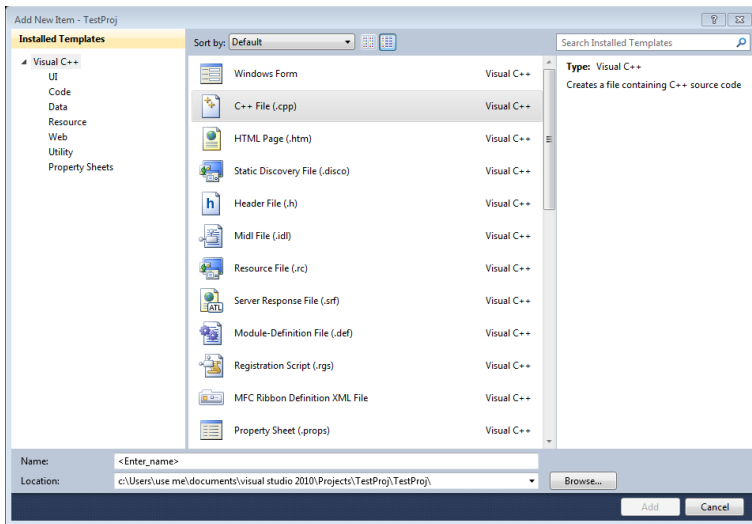 Add New Item - TestProj
Installed Templates
Sort by: Default
Search Installed Templates
Visual C++
UI
Code
Data
Resource
Web
Utility
Property Sheets
Windows Form Visual C++
C++ File (.cpp) Visual C++
HTML Page (.htm) Visual C++
Static Discovery File (.disco) Visual C++
Header File (.h) Visual C++
Midl File (.idl) Visual C++
Resource File (.rc) Visual C++
Server Response File (.srf) Visual C++
Module-Definition File (.def) Visual C++
Registration Script (.rgs) Visual C++
MFC Ribbon Definition XML File Visual C++
Property Sheet (.props) Visual C++
Type: Visual C++
Creates a file containing C++ source code
Name: <Enter_name>
Location: c:\Users\use me\documents\visual studio 2010\Projects\TestProj\TestProj\
Browse...
Add Cancel